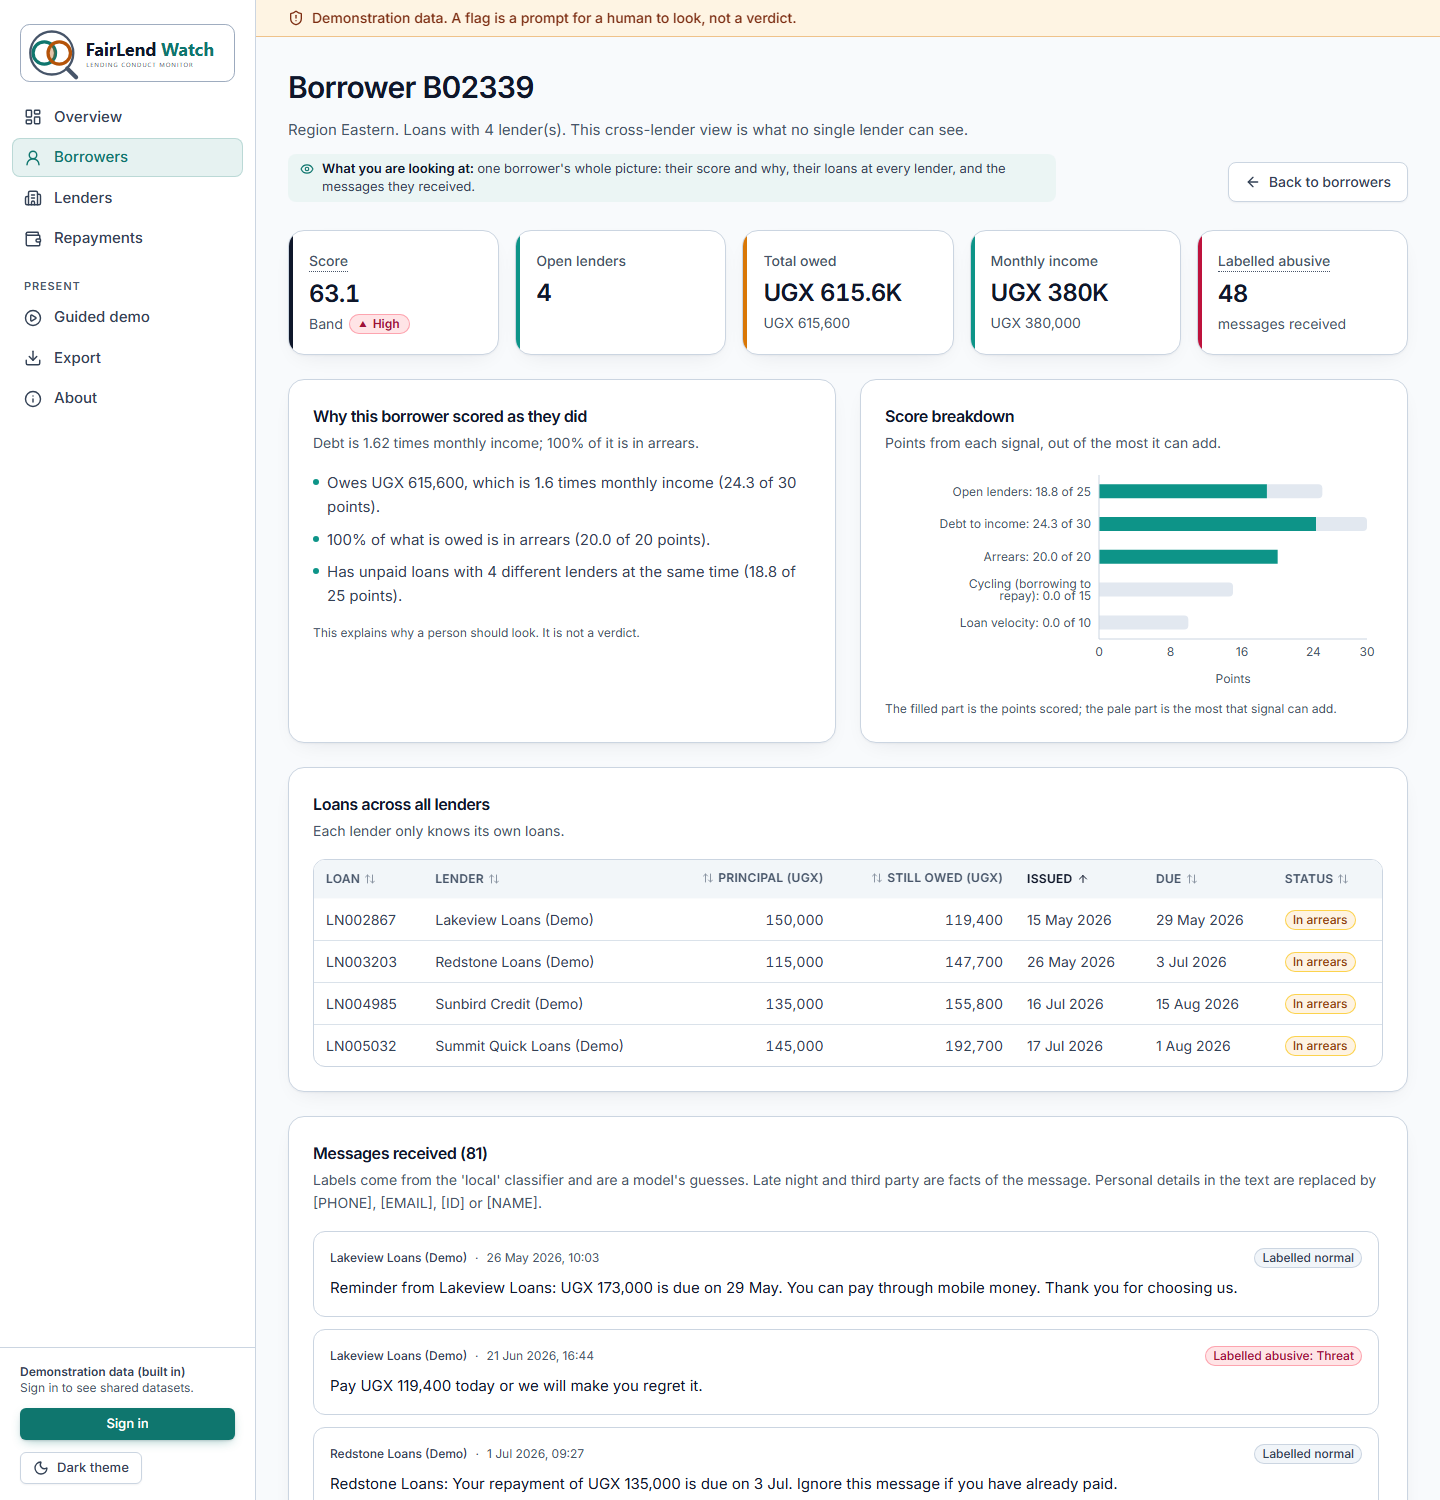 FairLend Watch
LENDING CONDUCT MONITOR
Overview
Borrowers
Lenders
Repayments
PRESENT
Guided demo
Export
About
Demonstration data (built in)
Sign in to see shared datasets.
Sign in
Dark theme
Demonstration data. A flag is a prompt for a human to look, not a verdict.
Borrower B02339
Region Eastern. Loans with 4 lender(s). This cross-lender view is what no single lender can see.
What you are looking at: one borrower's whole picture: their score and why, their loans at every lender, and the
messages they received.
Back to borrowers
Score
63.1
Band High
Open lenders
4
Total owed
UGX 615.6K
UGX 615,600
Monthly income
UGX 380K
UGX 380,000
Labelled abusive
48
messages received
Why this borrower scored as they did
Debt is 1.62 times monthly income; 100% of it is in arrears.
Owes UGX 615,600, which is 1.6 times monthly income (24.3 of 30
points).
100% of what is owed is in arrears (20.0 of 20 points).
Has unpaid loans with 4 different lenders at the same time (18.8 of
25 points).
This explains why a person should look. It is not a verdict.
Score breakdown
Points from each signal, out of the most it can add.
Open lenders: 18.8 of 25
Debt to income: 24.3 of 30
Arrears: 20.0 of 20
Cycling (borrowing to
repay): 0.0 of 15
Loan velocity: 0.0 of 10
0 8 16 24 30
Points
The filled part is the points scored; the pale part is the most that signal can add.
Loans across all lenders
Each lender only knows its own loans.
LOAN LENDER PRINCIPAL (UGX) STILL OWED (UGX) ISSUED DUE STATUS
LN002867 Lakeview Loans (Demo) 150,000 119,400 15 May 2026 29 May 2026 In arrears
LN003203 Redstone Loans (Demo) 115,000 147,700 26 May 2026 3 Jul 2026 In arrears
LN004985 Sunbird Credit (Demo) 135,000 155,800 16 Jul 2026 15 Aug 2026 In arrears
LN005032 Summit Quick Loans (Demo) 145,000 192,700 17 Jul 2026 1 Aug 2026 In arrears
Messages received (81)
Labels come from the 'local' classifier and are a model's guesses. Late night and third party are facts of the message. Personal details in the text are replaced by
[PHONE], [EMAIL], [ID] or [NAME].
Lakeview Loans (Demo) · 26 May 2026, 10:03 Labelled normal
Reminder from Lakeview Loans: UGX 173,000 is due on 29 May. You can pay through mobile money. Thank you for choosing us.
Lakeview Loans (Demo) · 21 Jun 2026, 16:44 Labelled abusive: Threat
Pay UGX 119,400 today or we will make you regret it.
Redstone Loans (Demo) · 1 Jul 2026, 09:27 Labelled normal
Redstone Loans: Your repayment of UGX 135,000 is due on 3 Jul. Ignore this message if you have already paid.